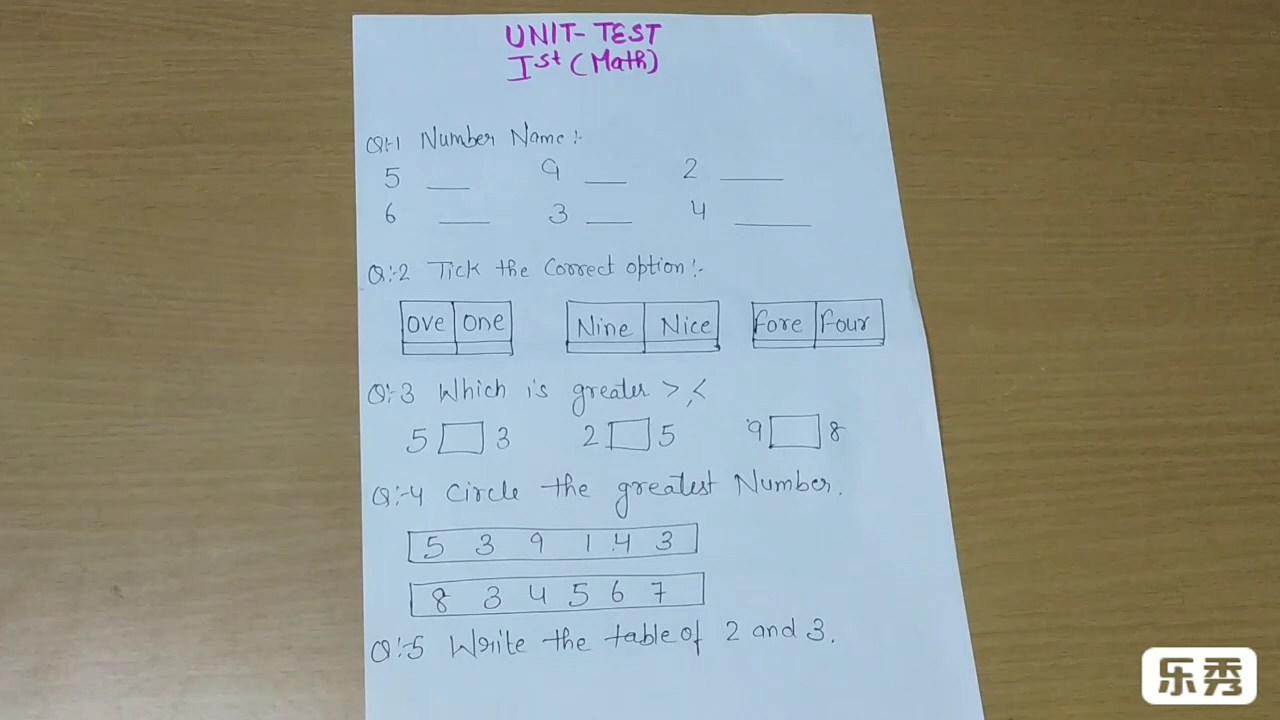 UNIT-TEST
Ist (Math)
Q:-1 Number Name:-
5 ___ 9 ___ 2 ___
6 ___ 3 ___ 4 ___
Q:-2 Tick the Correct option:-
ove one Nine Nice fore four
Q:-3 Which is greater >,<
5 3 2 5 9 8
Q:-4 Circle the greatest Number.
5 3 9 1 4 3
8 3 4 5 6 7
Q:-5 Write the table of 2 and 3.
乐秀